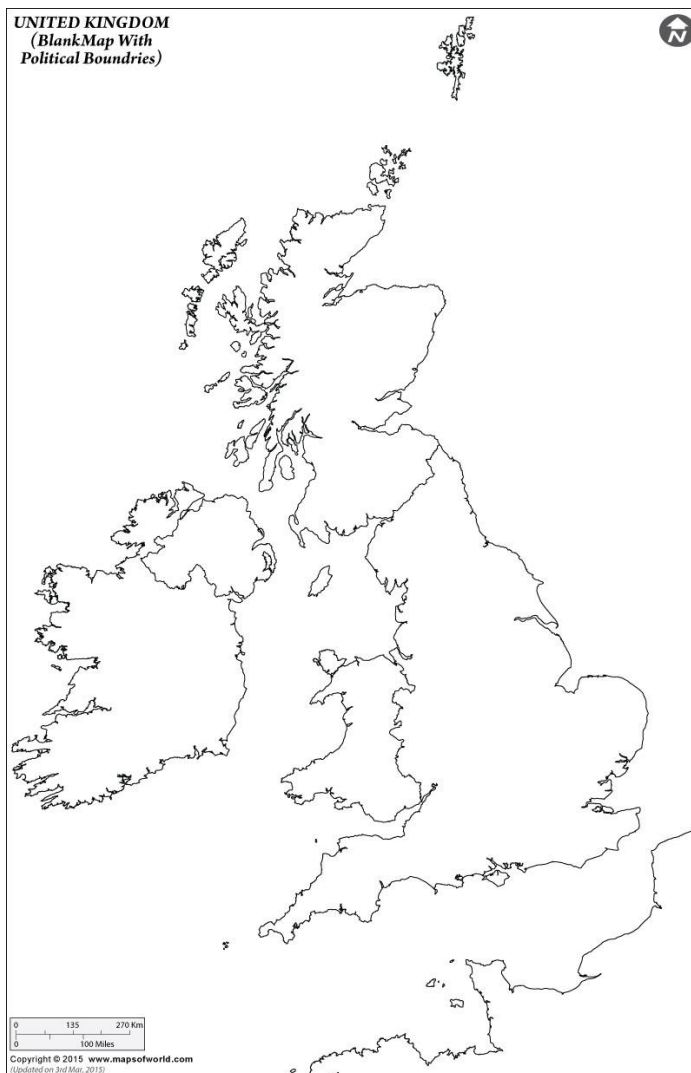 UNITED KINGDOM
(BlankMap With
Political Boundries)
N
0 135 270 Km
0 100 Miles
Copyright © 2015 www.mapsofworld.com
(Updated on 3rd Mar, 2015)